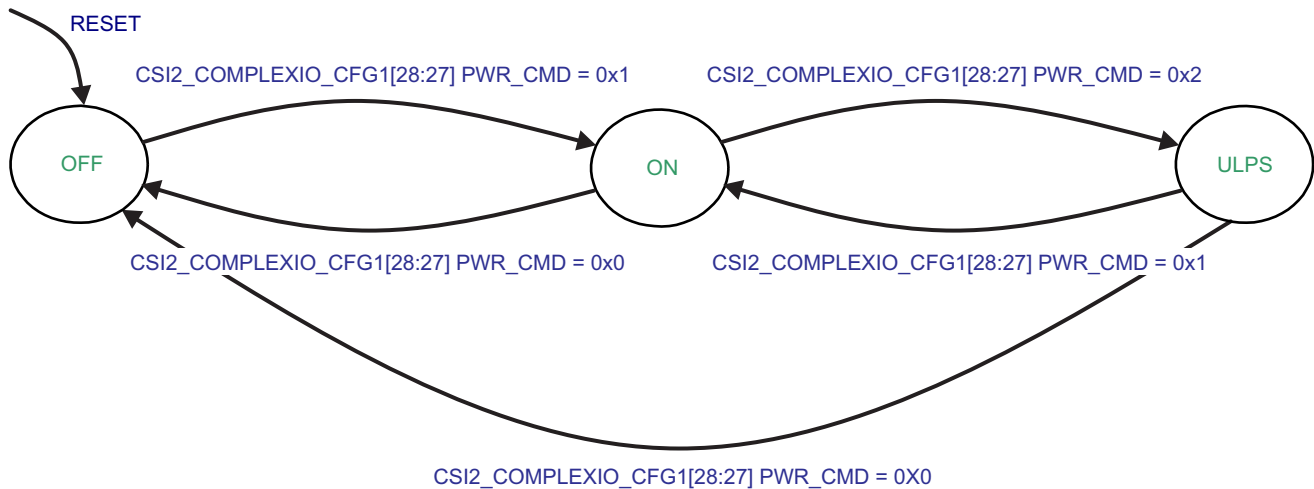 RESET
CSI2_COMPLEXIO_CFG1[28:27] PWR_CMD = 0x1
CSI2_COMPLEXIO_CFG1[28:27] PWR_CMD = 0x2
OFF
ON
ULPS
CSI2_COMPLEXIO_CFG1[28:27] PWR_CMD = 0x0
CSI2_COMPLEXIO_CFG1[28:27] PWR_CMD = 0x1
CSI2_COMPLEXIO_CFG1[28:27] PWR_CMD = 0X0